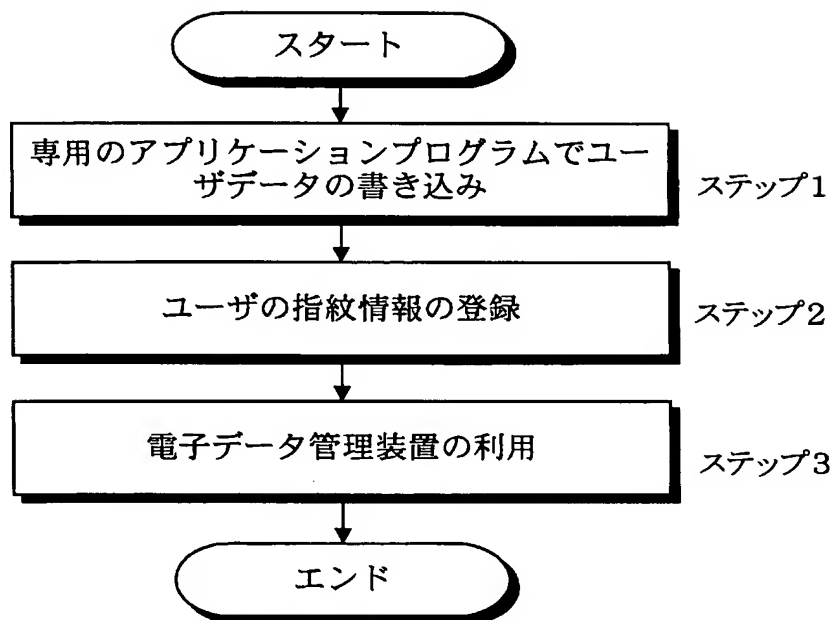 スタート
専用のアプリケーションプログラムでユー
ザデータの書き込み
ステップ1
ユーザの指紋情報の登録
ステップ2
電子データ管理装置の利用
ステップ3
エンド